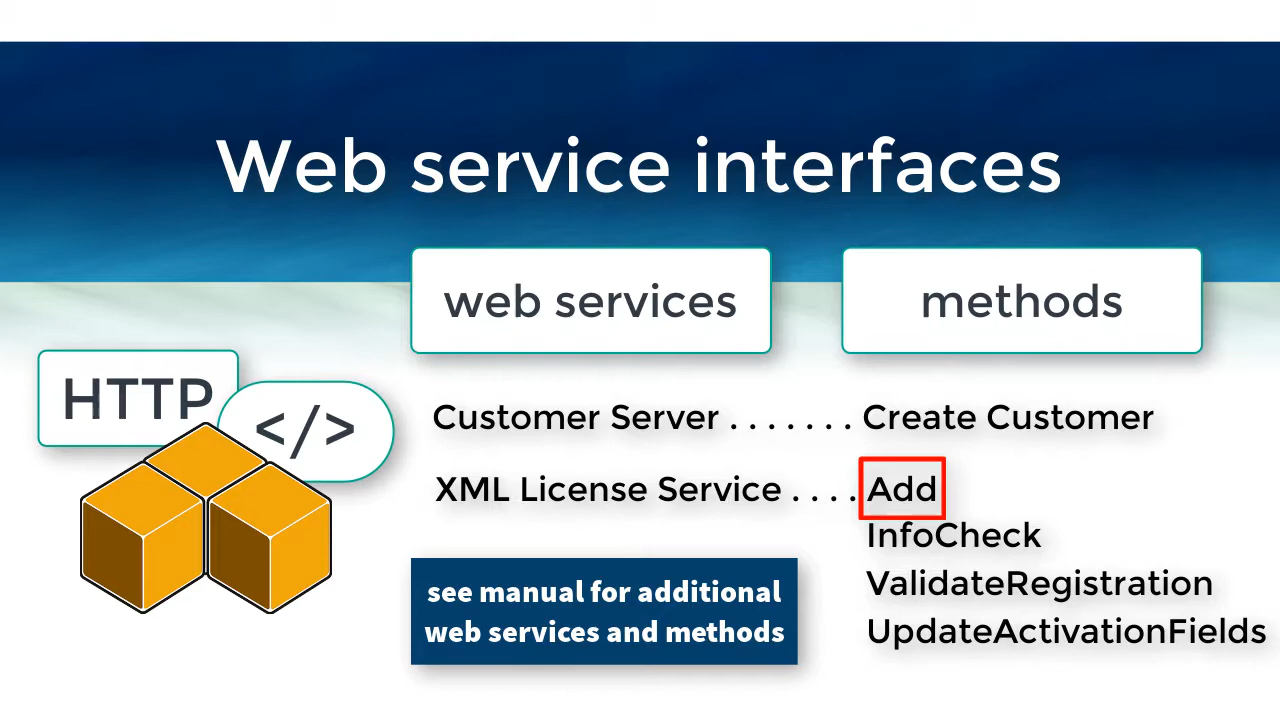 Web service interfaces
web services
methods
HTTP
</>
Customer Server . . . . . . . Create Customer
XML License Service . . . . Add
InfoCheck
ValidateRegistration
UpdateActivationFields
see manual for additional
web services and methods